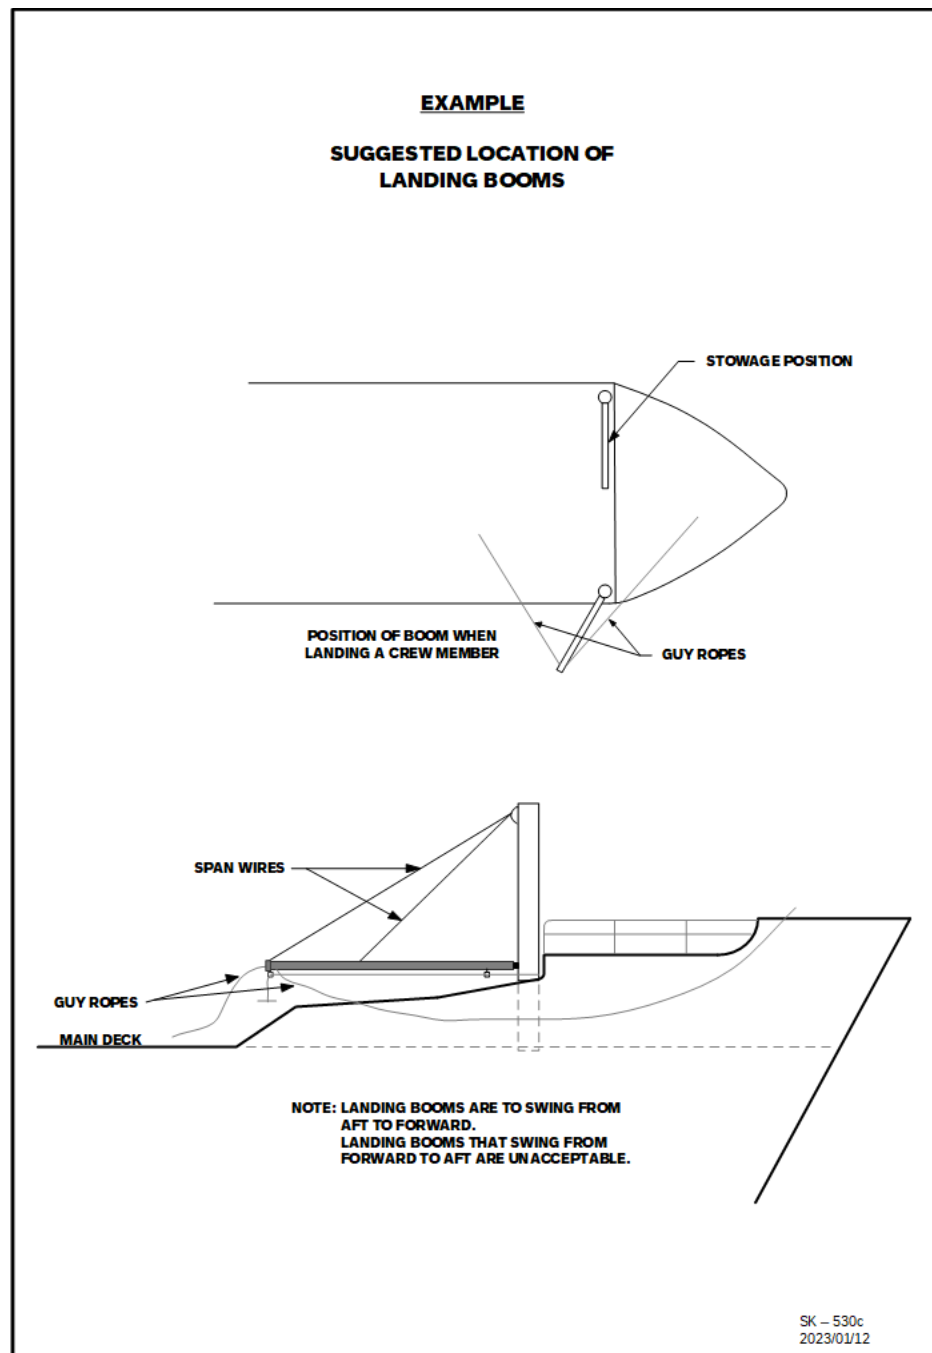 EXAMPLE
SUGGESTED LOCATION OF
LANDING BOOMS
STOWAGE POSITION
POSITION OF BOOM WHEN
LANDING A CREW MEMBER
GUY ROPES
SPAN WIRES
GUY ROPES
MAIN DECK
NOTE: LANDING BOOMS ARE TO SWING FROM
AFT TO FORWARD.
LANDING BOOMS THAT SWING FROM
FORWARD TO AFT ARE UNACCEPTABLE.
SK – 530c
2023/01/12